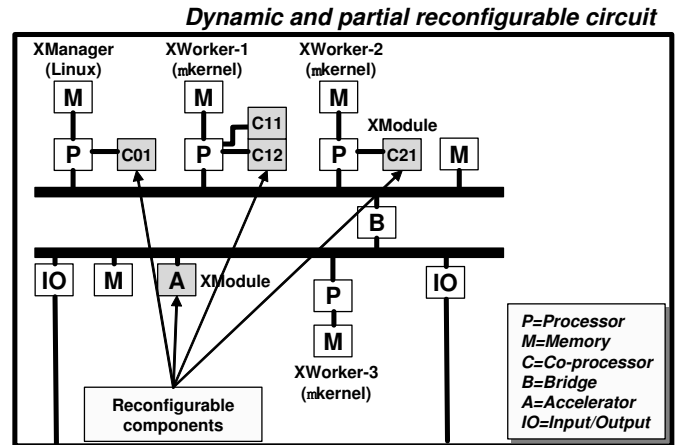 Dynamic and partial reconfigurable circuit
XManager XWorker-1 XWorker-2
(Linux) (mkernel) (mkernel)
M M M
C11 XModule
P C01 P C12 P C21 M
B
IO M A XModule P IO
M
XWorker-3
(mkernel)
Reconfigurable
components
P=Processor
M=Memory
C=Co-processor
B=Bridge
A=Accelerator
IO=Input/Output